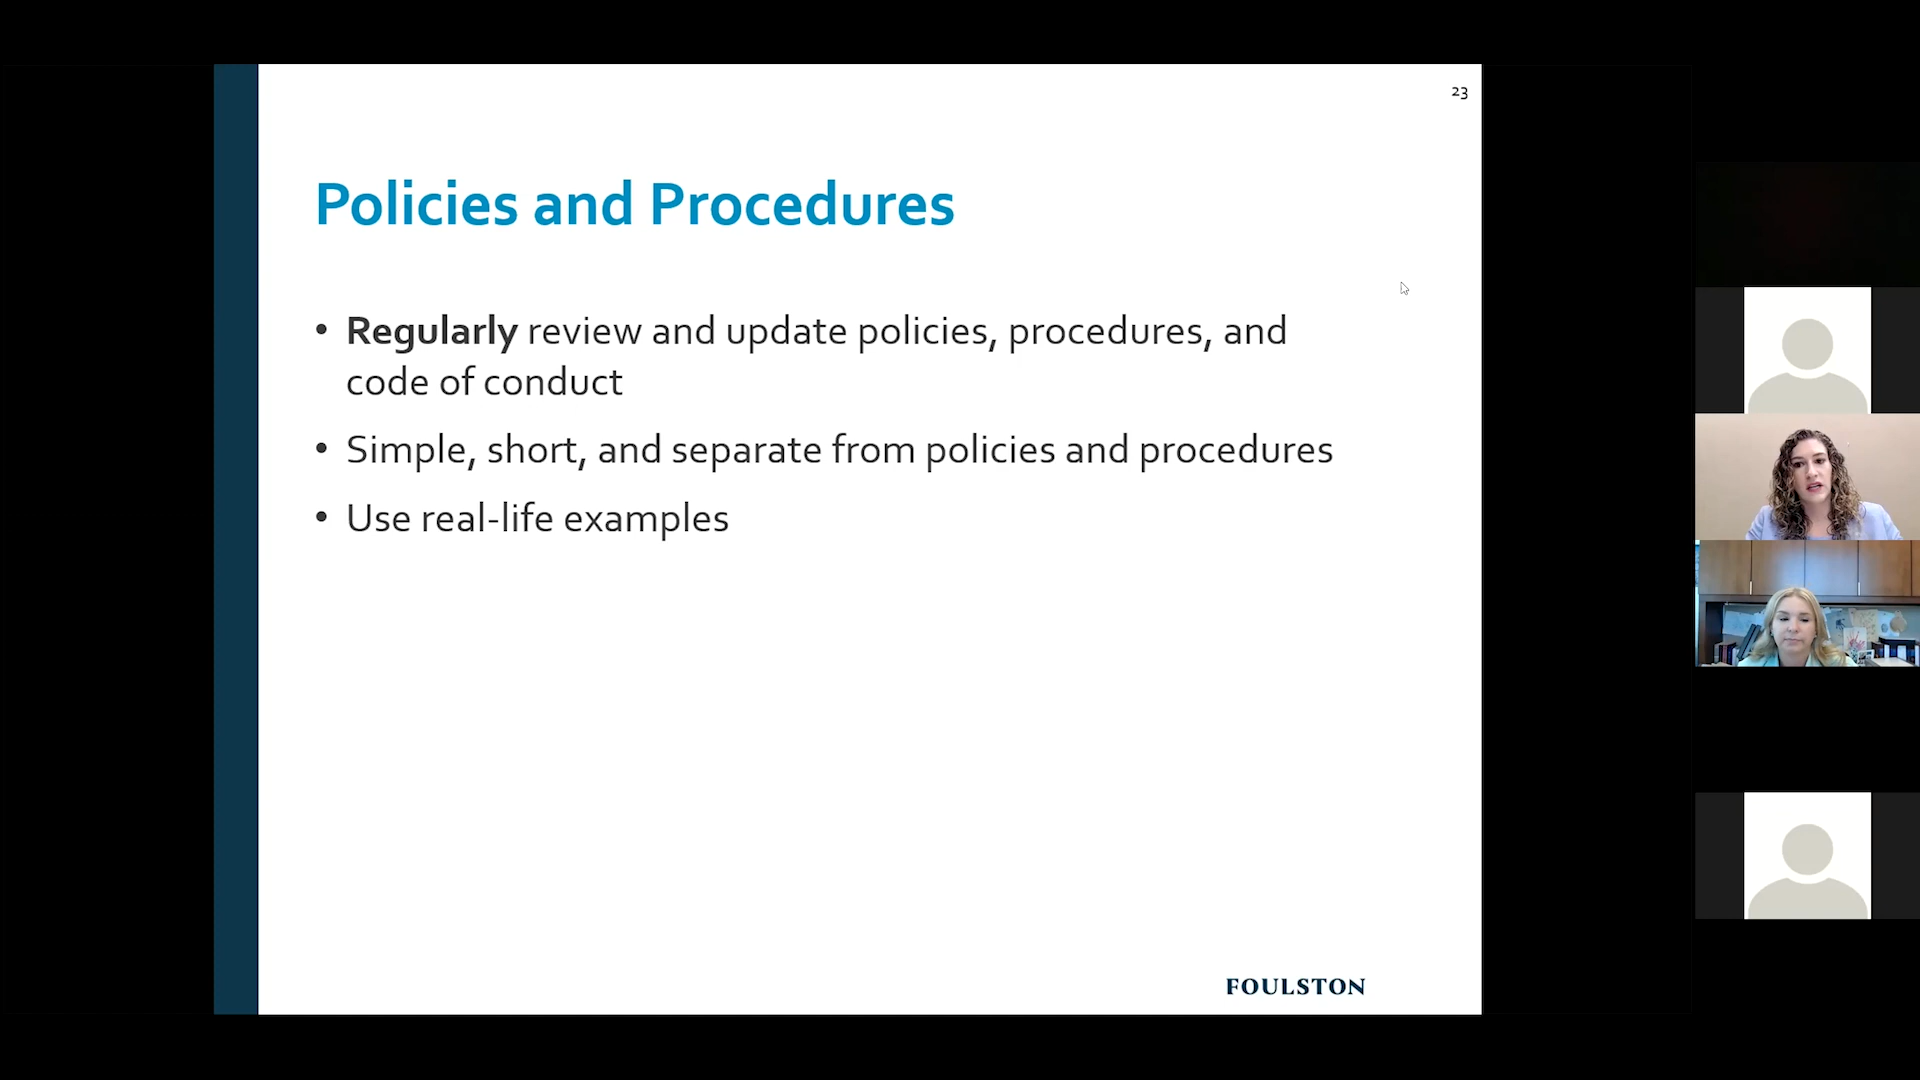 23
Policies and Procedures
• Regularly review and update policies, procedures, and
code of conduct
• Simple, short, and separate from policies and procedures
• Use real-life examples
FOULSTON